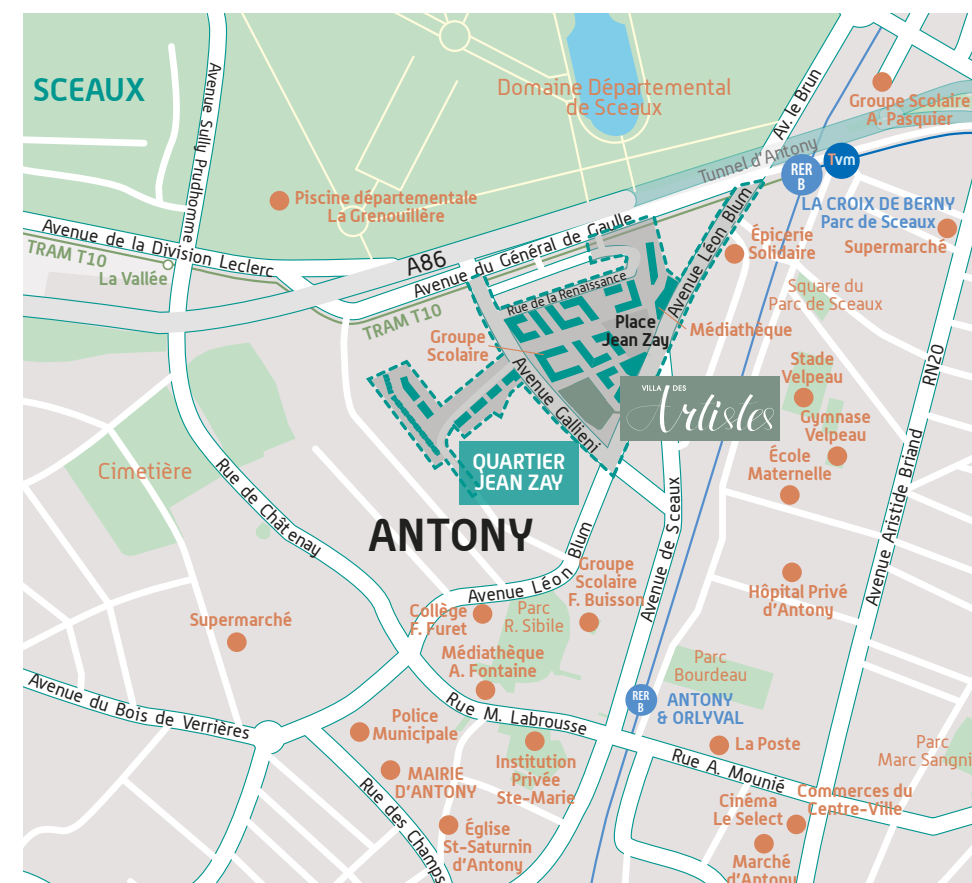 SCEAUX
Avenue Sully Prudhomme
Domaine Départemental
de Sceaux
Av. le Brun
Groupe Scolaire
A. Pasquier
Tunnel d'Antony
RER
B
Tvm
LA CROIX DE BERNY
Parc de Sceaux
Piscine départementale
La Grenouillère
Avenue de la Division Leclerc
TRAM T10
La Vallée
A86
Avenue du Général de Gaulle
TRAM T10
Rue de la Renaissance
Avenue Léon Blum
Épicerie
Solidaire
Supermarché
Square du
Parc de Sceaux
Place
Jean Zay
Médiathèque
Groupe
Scolaire
Avenue Gallieni
RN20
Stade
Velpeau
VILLA DES
Artistes
Gymnase
Velpeau
École
Maternelle
QUARTIER
JEAN ZAY
Cimetière
Rue de Châtenay
ANTONY
Avenue de Sceaux
Avenue Aristide Briand
Avenue Léon Blum
Groupe
Scolaire
F. Buisson
Hôpital Privé
d'Antony
Collège
F. Furet
Parc
R. Sibile
Supermarché
Médiathèque
A. Fontaine
Parc
Bourdeau
Avenue du Bois de Verrières
Rue M. Labrousse
RER
B
ANTONY
& ORLYVAL
Police
Municipale
La Poste
Parc
Marc Sangni
Institution
Privée
Ste-Marie
Rue A. Mounié
MAIRIE
D'ANTONY
Rue des Champs
Cinéma
Le Select
Commerces du
Centre-Ville
Église
St-Saturnin
d'Antony
Marché
d'Antony